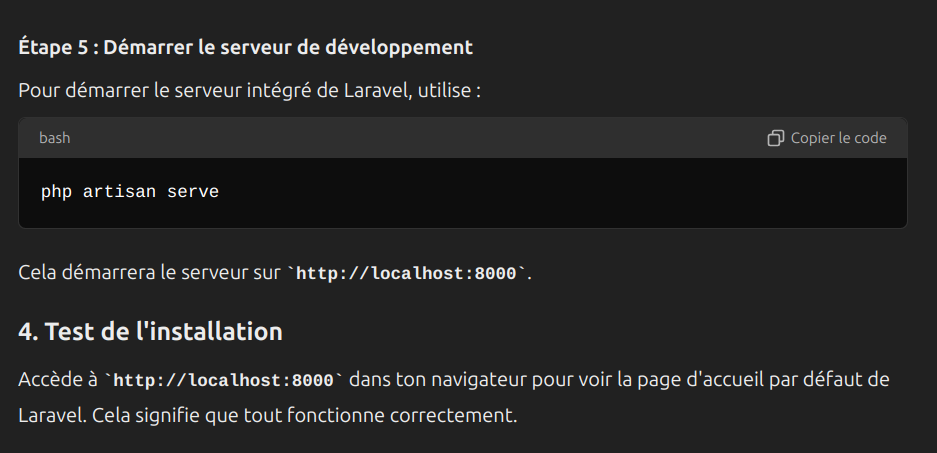 Étape 5 : Démarrer le serveur de développement
Pour démarrer le serveur intégré de Laravel, utilise :
bash
Copier le code
php artisan serve
Cela démarrera le serveur sur `http://localhost:8000`.
4. Test de l'installation
Accède à `http://localhost:8000` dans ton navigateur pour voir la page d'accueil par défaut de
Laravel. Cela signifie que tout fonctionne correctement.